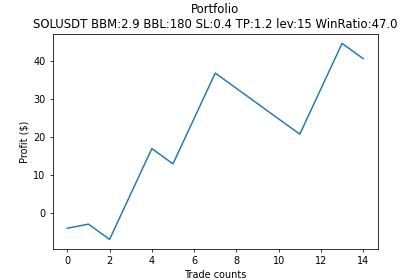 Portfolio
SOLUSDT BBM:2.9 BBL:180 SL:0.4 TP:1.2 lev:15 WinRatio:47.0
40
30
20
10
0
Profit ($)
0 2 4 6 8 10 12 14
Trade counts